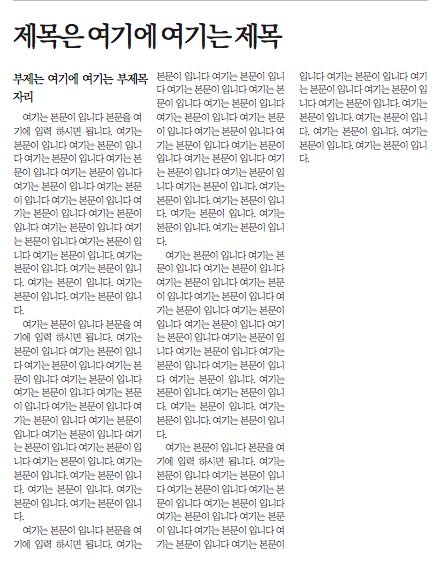 제목은 여기에 여기는 제목
부제는 여기에 여기는 부제목
자리
여기는 본문이 입니다 본문을 여
기에 입력 하시면 됩니다. 여기는
본문이 입니다 여기는 본문이 입
니다 여기는 본문이 입니다 여기는 본
문이 입니다 여기는 본문이 입니다
여기는 본문이 입니다 여기는 본문
이 입니다 여기는 본문이 입니다 여
기는 본문이 입니다 여기는 본문이
입니다 여기는 본문이 입니다 여기
는 본문이 입니다 여기는 본문이 입
니다 여기는 본문이 입니다. 여기는
본문이 입니다. 여기는 본문이 입니
다. 여기는 본문이 입니다. 여기는
본문이 입니다. 여기는 본문이 입니
다.
여기는 본문이 입니다 본문을 여
기에 입력 하시면 됩니다. 여기는
본문이 입니다 여기는 본문이 입니
다 여기는 본문이 입니다 여기는 본
문이 입니다 여기는 본문이 입니다
여기는 본문이 입니다 여기는 본문
이 입니다 여기는 본문이 입니다 여
기는 본문이 입니다 여기는 본문이
입니다 여기는 본문이 입니다 여기
는 본문이 입니다 여기는 본문이 입
니다 여기는 본문이 입니다. 여기는
본문이 입니다. 여기는 본문이 입니
다. 여기는 본문이 입니다. 여기는
본문이 입니다. 여기는 본문이 입니
다.
여기는 본문이 입니다 본문을 여
기에 입력 하시면 됩니다. 여기는
본문이 입니다 여기는 본문이 입니
다 여기는 본문이 입니다 여기는 본
문이 입니다 여기는 본문이 입니다
여기는 본문이 입니다 여기는 본문
이 입니다 여기는 본문이 입니다 여
기는 본문이 입니다 여기는 본문이
입니다 여기는 본문이 입니다 여기
는 본문이 입니다 여기는 본문이 입
니다 여기는 본문이 입니다 여기는
본문이 입니다. 여기는 본문이 입니
다. 여기는 본문이 입니다. 여기는
본문이 입니다. 여기는 본문이 입니
다.
여기는 본문이 입니다 여기는 본
문이 입니다 여기는 본문이 입니다
여기는 본문이 입니다 여기는 본문
이 입니다 여기는 본문이 입니다 여
기는 본문이 입니다 여기는 본문이
입니다 여기는 본문이 입니다 여기
는 본문이 입니다 여기는 본문이 입
니다 여기는 본문이 입니다 여기는
본문이 입니다 여기는 본문이 입니
다 여기는 본문이 입니다. 여기는
본문이 입니다. 여기는 본문이 입니
다. 여기는 본문이 입니다. 여기는
본문이 입니다. 여기는 본문이 입니
다.
여기는 본문이 입니다 본문을 여
기에 입력 하시면 됩니다. 여기는
본문이 입니다 여기는 본문이 입니
다 여기는 본문이 입니다 여기는 본
문이 입니다 여기는 본문이 입니다
여기는 본문이 입니다 여기는 본문
이 입니다 여기는 본문이 입니다 여
기는 본문이 입니다 여기는 본문이
입니다 여기는 본문이 입니다 여기
는 본문이 입니다 여기는 본문이 입
니다 여기는 본문이 입니다. 여기는
본문이 입니다. 여기는 본문이 입니
다. 여기는 본문이 입니다. 여기는
본문이 입니다. 여기는 본문이 입니
다.